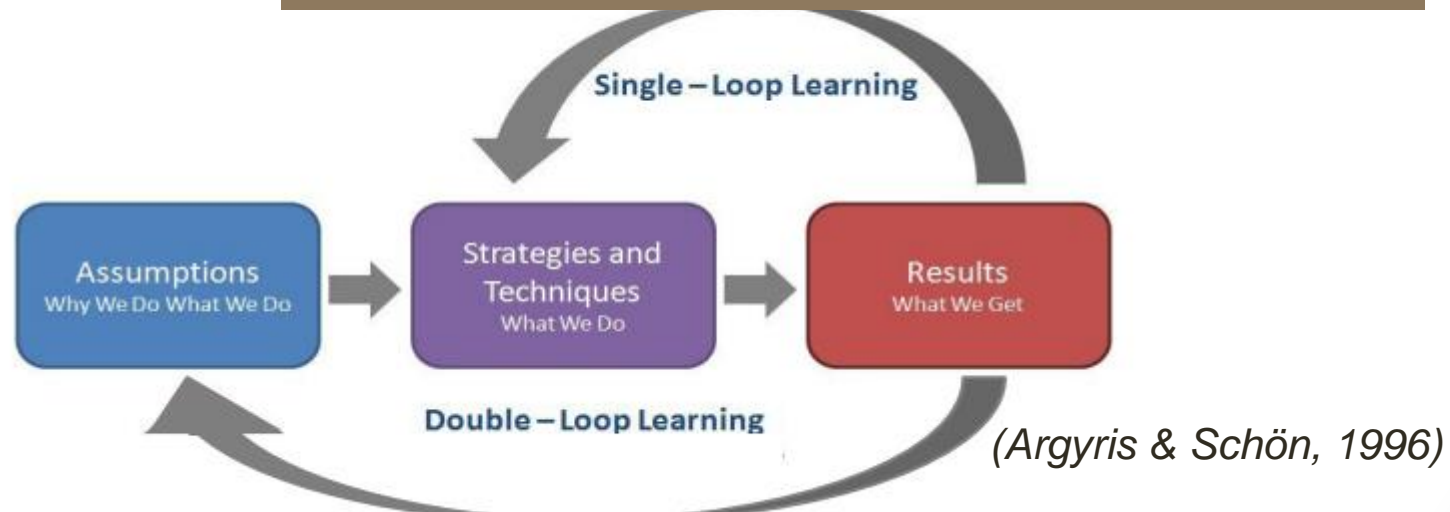 Single – Loop Learning
Assumptions
Why We Do What We Do
Strategies and
Techniques
What We Do
Results
What We Get
Double – Loop Learning
(Argyris & Schön, 1996)